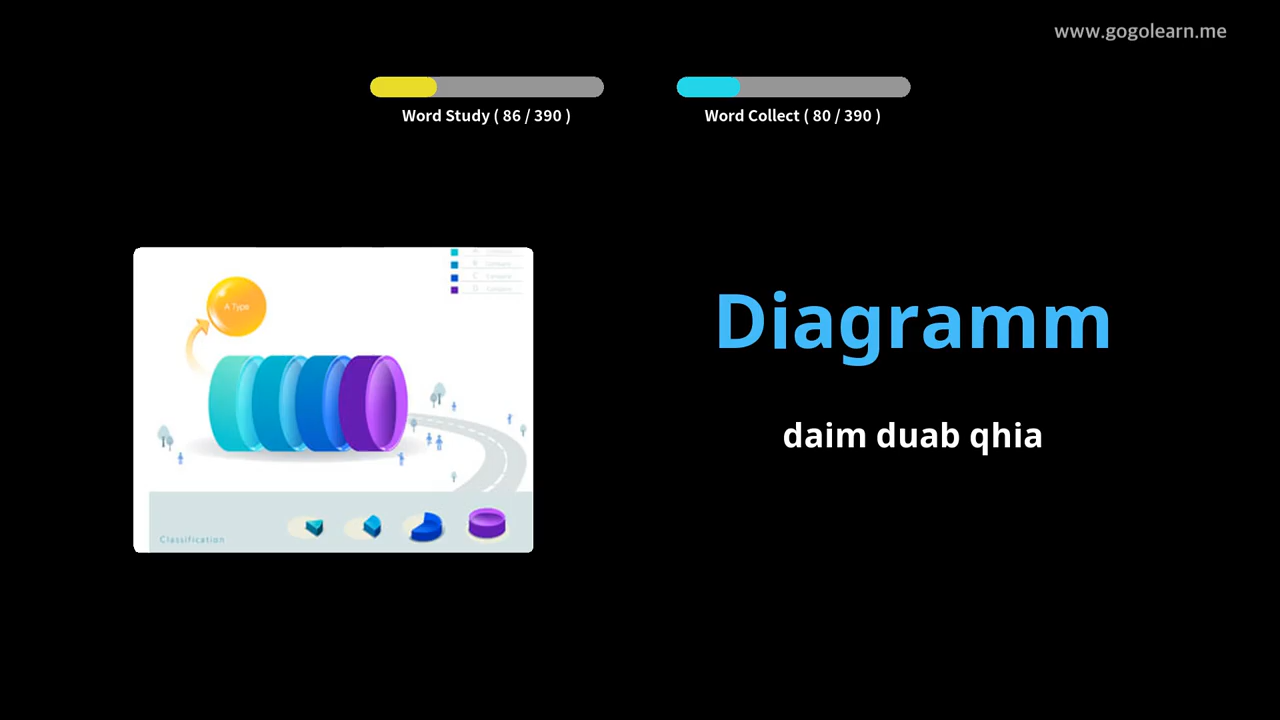 www.gogolearn.me
Word Study ( 86 / 390 )
Word Collect ( 80 / 390 )
A Type
Classification
Diagramm
daim duab qhia